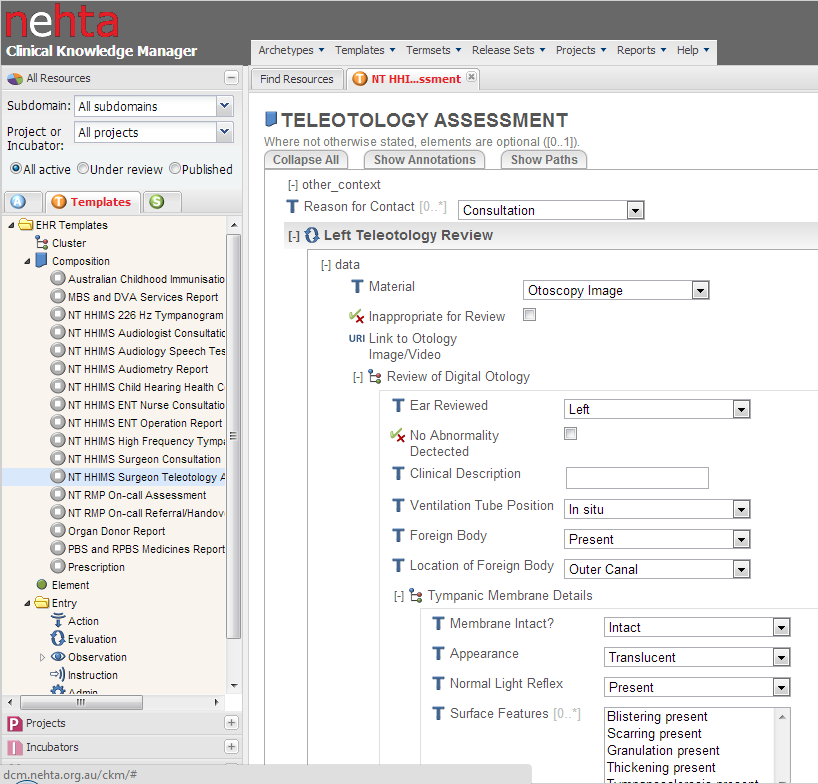 nehta
Clinical Knowledge Manager
Archetypes Templates Termsets Release Sets Projects Reports Help
All Resources
Find Resources
T NT HHI...ssment
Subdomain: All subdomains
Project or
Incubator:
All projects
All active Under review Published
A T Templates S
EHR Templates
Cluster
Composition
Australian Childhood Immunisatio
MBS and DVA Services Report
NT HHIMS 226 Hz Tympanogram
NT HHIMS Audiologist Consultatio
NT HHIMS Audiology Speech Tes
NT HHIMS Audiometry Report
NT HHIMS Child Hearing Health C
NT HHIMS ENT Nurse Consultatio
NT HHIMS ENT Operation Report
NT HHIMS High Frequency Tympa
NT HHIMS Surgeon Consultation
NT HHIMS Surgeon Teleotology A
NT RMP On-call Assessment
NT RMP On-call Referral/Handov
Organ Donor Report
PBS and RPBS Medicines Report
Prescription
Element
Entry
Action
Evaluation
Observation
Instruction
Admin
P Projects
I Incubators
dcm.nehta.org.au/ckm/#
TELEOTOLOGY ASSESSMENT
Where not otherwise stated, elements are optional ([0..1]).
Collapse All Show Annotations Show Paths
[-] other_context
T Reason for Contact [0..*] Consultation
[-] Left Teleotology Review
[-] data
T Material Otoscopy Image
Inappropriate for Review
URI Link to Otology
Image/Video
[-] Review of Digital Otology
T Ear Reviewed Left
No Abnormality
Dectected
T Clinical Description
T Ventilation Tube Position In situ
T Foreign Body Present
T Location of Foreign Body Outer Canal
[-] Tympanic Membrane Details
T Membrane Intact? Intact
T Appearance Translucent
T Normal Light Reflex Present
T Surface Features [0..*] Blistering present
Scarring present
Granulation present
Thickening present